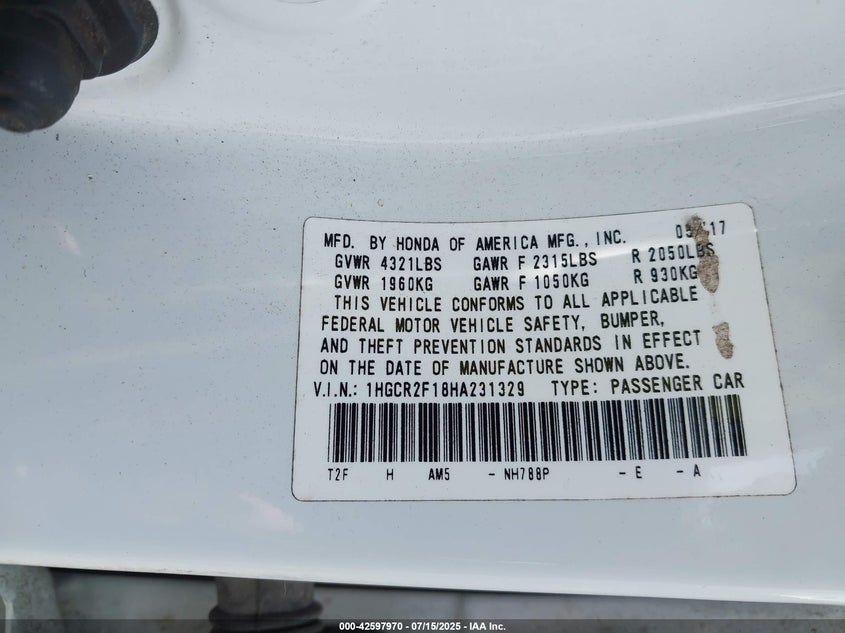 MFD. BY HONDA OF AMERICA MFG., INC.
GVWR 4321LBS GAWR F 2315LBS R 2050LBS
GVWR 1960KG GAWR F 1050KG R 930KG
THIS VEHICLE CONFORMS TO ALL APPLICABLE
FEDERAL MOTOR VEHICLE SAFETY, BUMPER,
AND THEFT PREVENTION STANDARDS IN EFFECT
ON THE DATE OF MANUFACTURE SHOWN ABOVE.
V.I.N.: 1HGCR2F18HA231329 TYPE: PASSENGER CAR
T2F H AM5 - NH788P - E - A
000-42597970 / 07/15/2025 - IAA Inc.